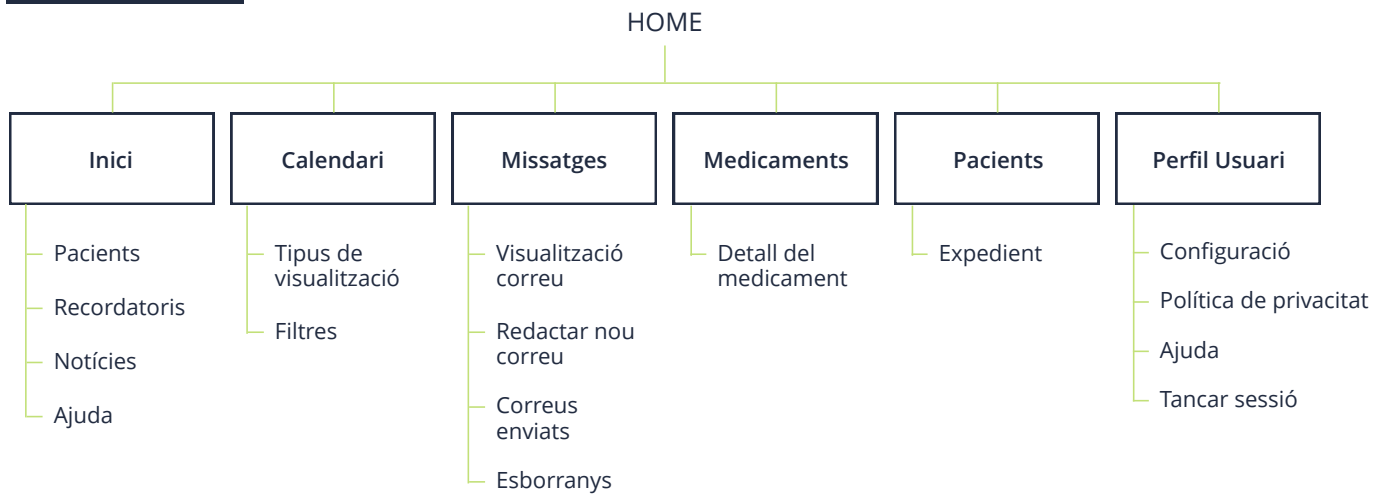 HOME
Inici
Pacients
Recordatoris
Notícies
Ajuda
Calendari
Tipus de
visualització
Filtres
Missatges
Visualització
correu
Redactar nou
correu
Correus
enviats
Esborranys
Medicaments
Detall del
medicament
Pacients
Expedient
Perfil Usuari
Configuració
Política de privacitat
Ajuda
Tancar sessió